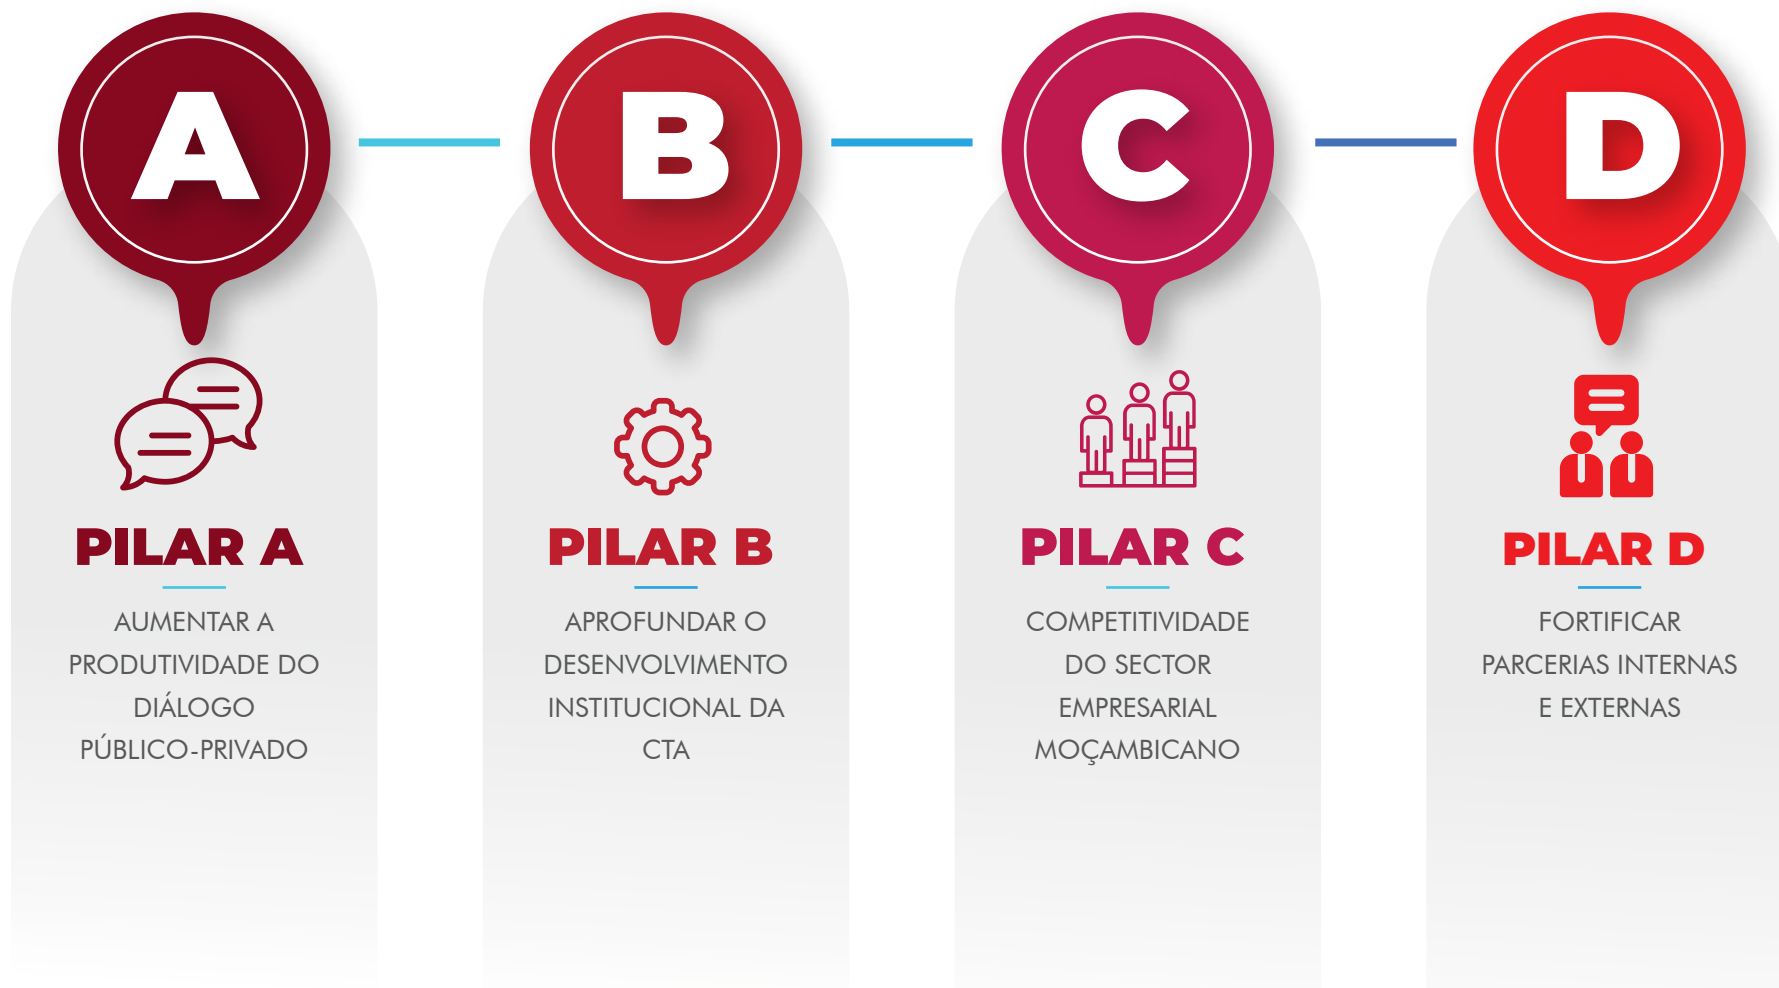 A
B
C
D
PILAR A
AUMENTAR A
PRODUTIVIDADE DO
DIÁLOGO
PÚBLICO-PRIVADO
PILAR B
APROFUNDAR O
DESENVOLVIMENTO
INSTITUCIONAL DA
CTA
PILAR C
COMPETITIVIDADE
DO SECTOR
EMPRESARIAL
MOÇAMBICANO
PILAR D
FORTIFICAR
PARCERIAS INTERNAS
E EXTERNAS